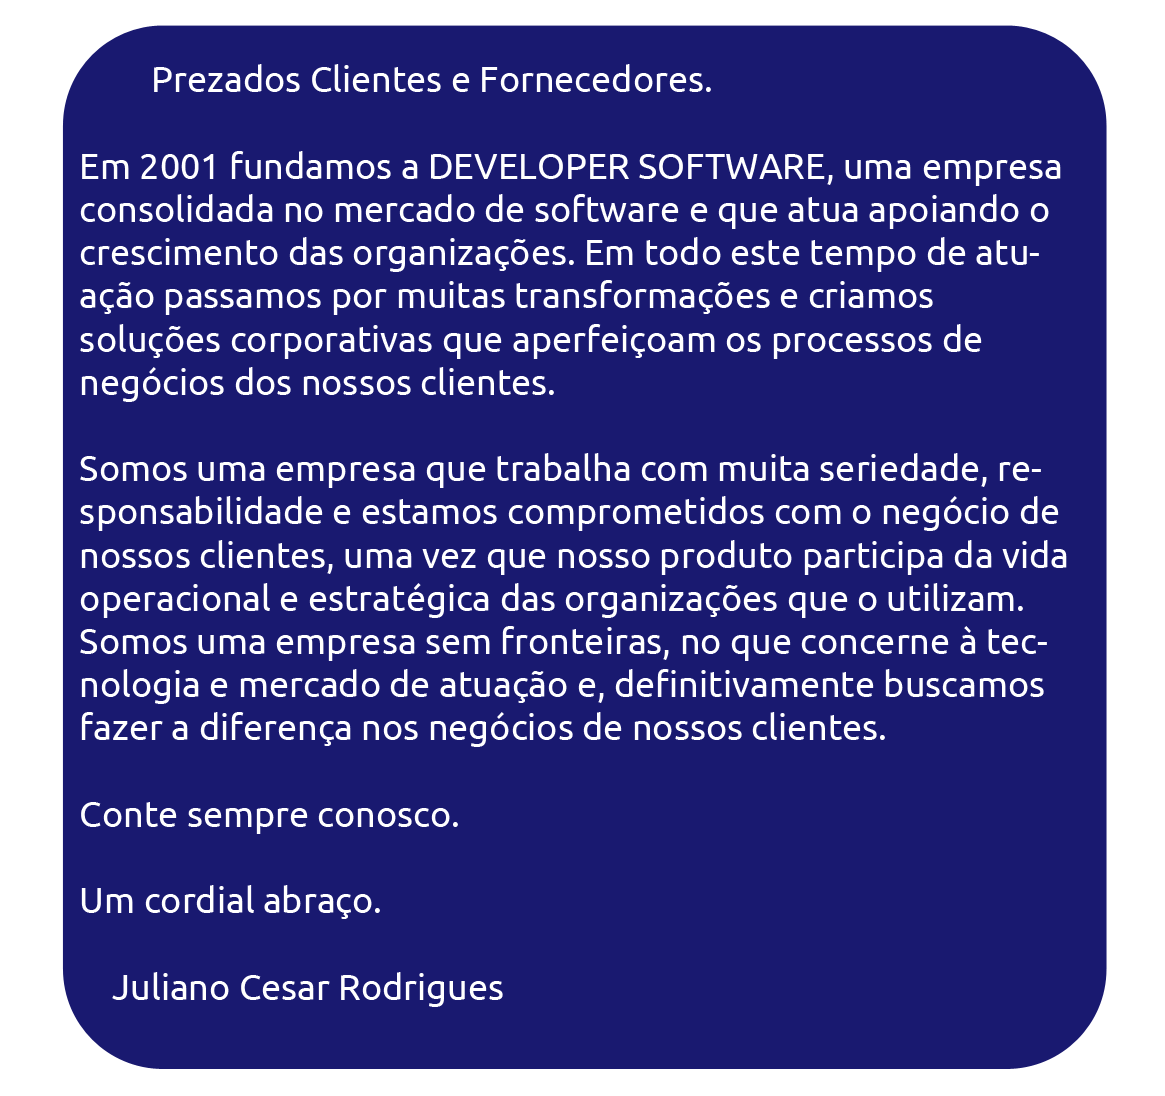 Prezados Clientes e Fornecedores.
Em 2001 fundamos a DEVELOPER SOFTWARE, uma empresa
consolidada no mercado de software e que atua apoiando o
crescimento das organizações. Em todo este tempo de atu-
ação passamos por muitas transformações e criamos
soluções corporativas que aperfeiçoam os processos de
negócios dos nossos clientes.
Somos uma empresa que trabalha com muita seriedade, re-
sponsabilidade e estamos comprometidos com o negócio de
nossos clientes, uma vez que nosso produto participa da vida
operacional e estratégica das organizações que o utilizam.
Somos uma empresa sem fronteiras, no que concerne à tec-
nologia e mercado de atuação e, definitivamente buscamos
fazer a diferença nos negócios de nossos clientes.
Conte sempre conosco.
Um cordial abraço.
Juliano Cesar Rodrigues